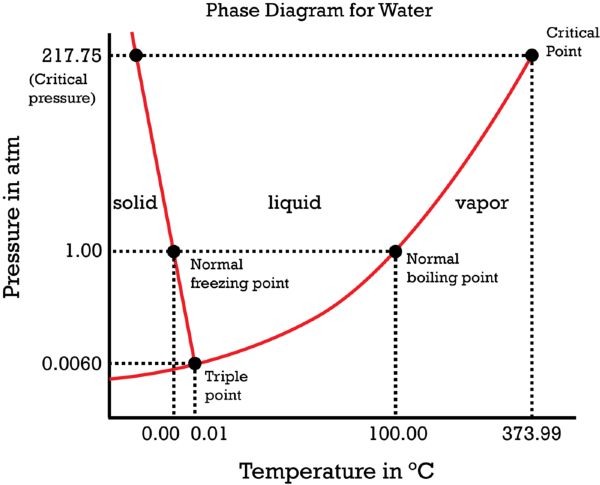 Phase Diagram for Water
Critical
Point
217.75
(Critical
pressure)
Pressure in atm
solid
liquid
vapor
1.00
Normal
freezing point
Normal
boiling point
0.0060
Triple
point
0.00
0.01
100.00
373.99
Temperature in °C